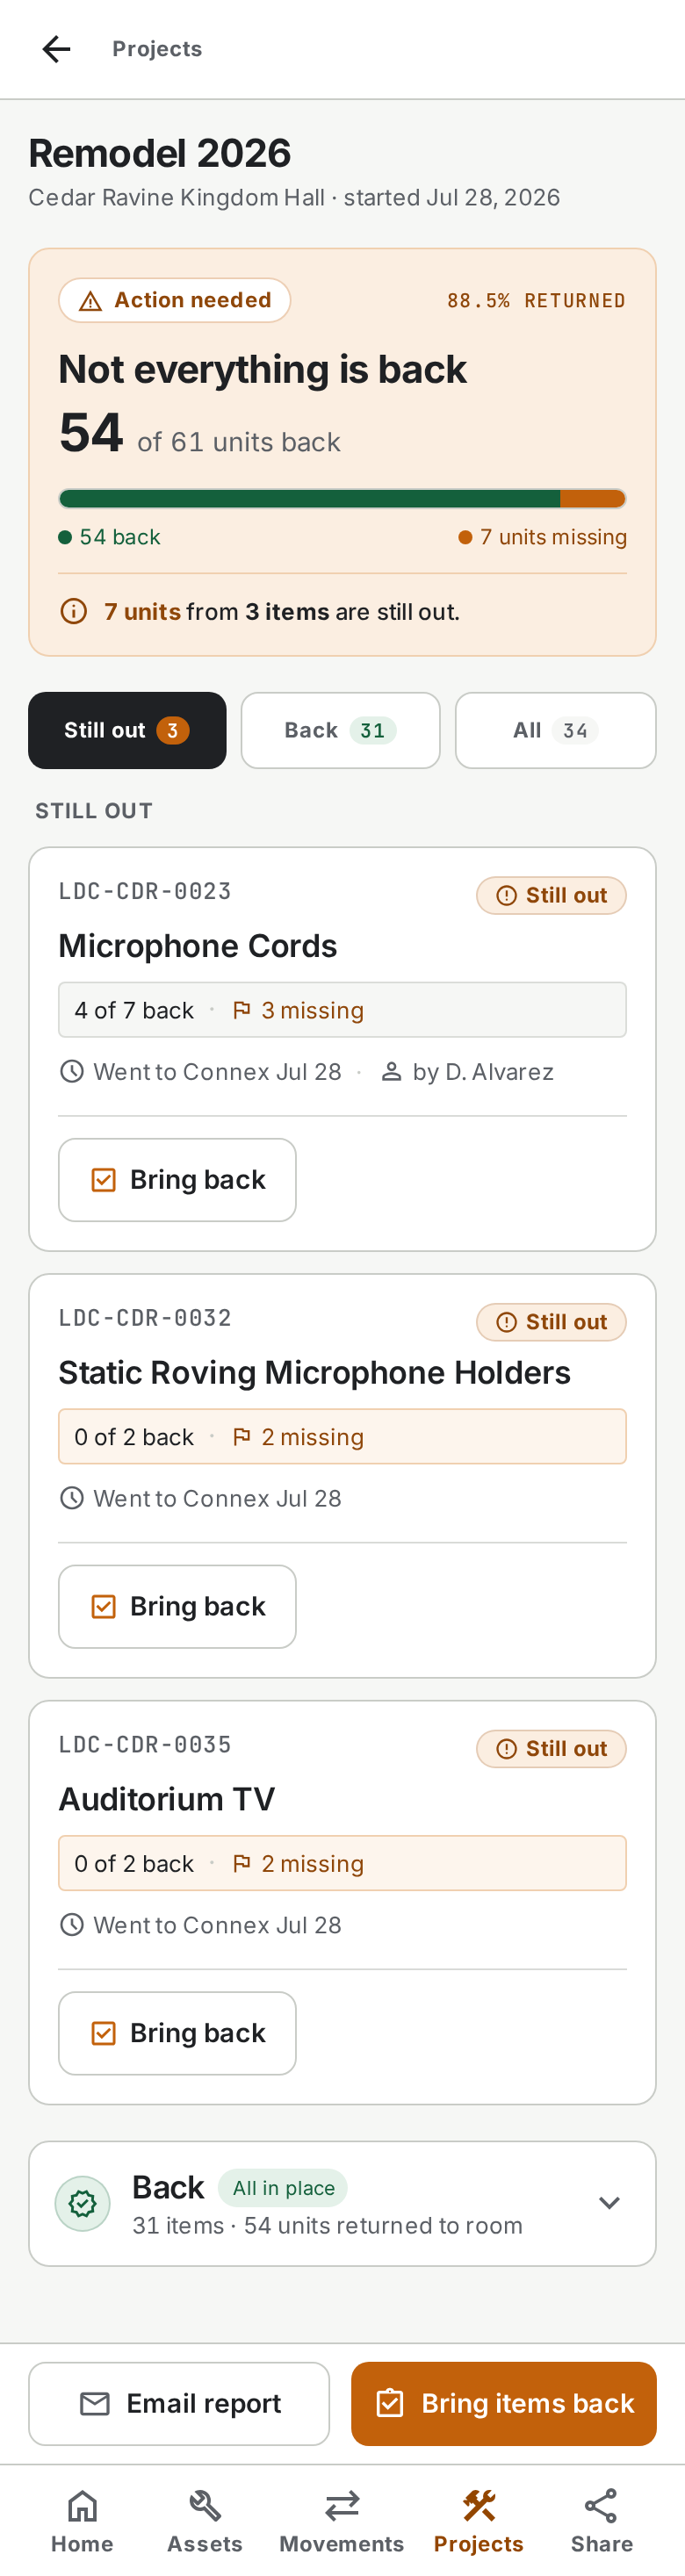 Projects
Remodel 2026
Cedar Ravine Kingdom Hall · started Jul 28, 2026
Action needed
88.5% RETURNED
Not everything is back
54 of 61 units back
54 back
7 units missing
7 units from 3 items are still out.
Still out 3
Back 31
All 34
STILL OUT
LDC-CDR-0023
Still out
Microphone Cords
4 of 7 back · 3 missing
Went to Connex Jul 28 · by D. Alvarez
Bring back
LDC-CDR-0032
Still out
Static Roving Microphone Holders
0 of 2 back · 2 missing
Went to Connex Jul 28
Bring back
LDC-CDR-0035
Still out
Auditorium TV
0 of 2 back · 2 missing
Went to Connex Jul 28
Bring back
Back All in place
31 items · 54 units returned to room
Email report
Bring items back
Home
Assets
Movements
Projects
Share